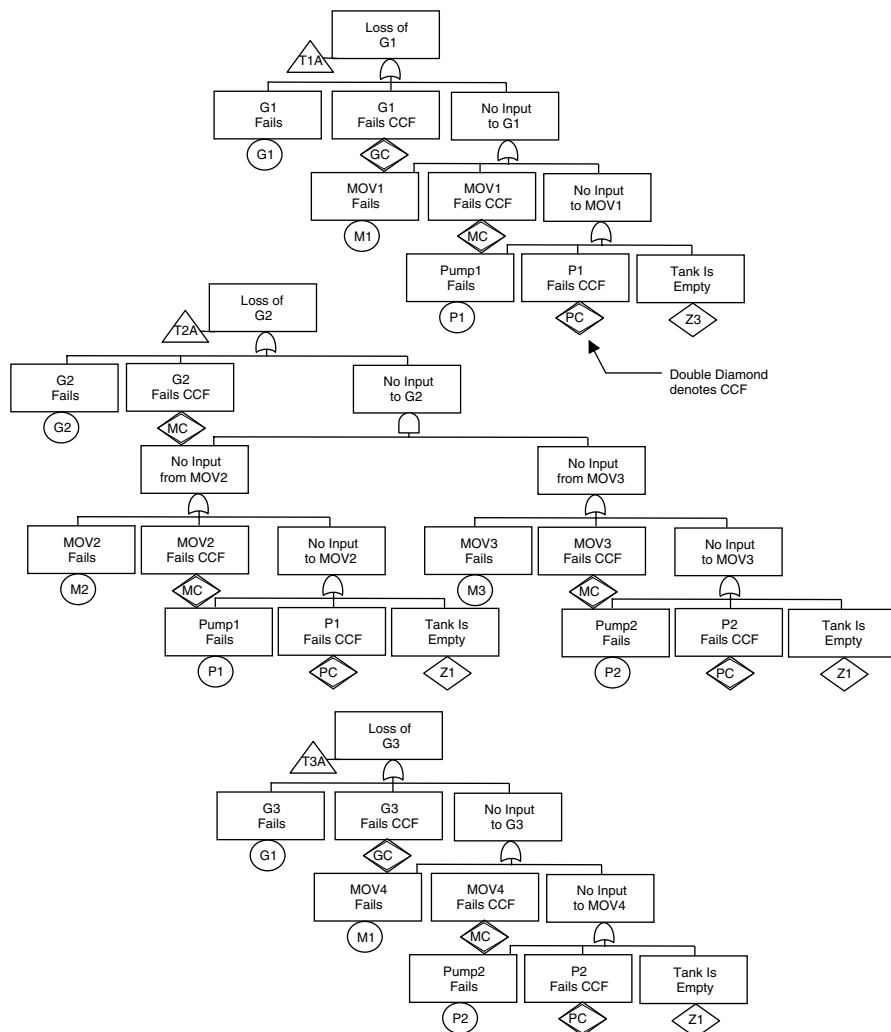 Loss of
G1
T1A
G1
Fails
G1
Fails CCF
No Input
to G1
G1
GC
MOV1
Fails
MOV1
Fails CCF
No Input
to MOV1
M1
MC
Pump1
Fails
P1
Fails CCF
Tank Is
Empty
P1
PC
Z3
Double Diamond
denotes CCF
Loss of
G2
T2A
G2
Fails
G2
Fails CCF
No Input
to G2
G2
MC
No Input
from MOV2
No Input
from MOV3
MOV2
Fails
MOV2
Fails CCF
No Input
to MOV2
MOV3
Fails
MOV3
Fails CCF
No Input
to MOV3
M2
MC
M3
MC
Pump1
Fails
P1
Fails CCF
Tank Is
Empty
Pump2
Fails
P2
Fails CCF
Tank Is
Empty
P1
PC
Z1
P2
PC
Z1
Loss of
G3
T3A
G3
Fails
G3
Fails CCF
No Input
to G3
G1
GC
MOV4
Fails
MOV4
Fails CCF
No Input
to MOV4
M1
MC
Pump2
Fails
P2
Fails CCF
Tank Is
Empty
P2
PC
Z1